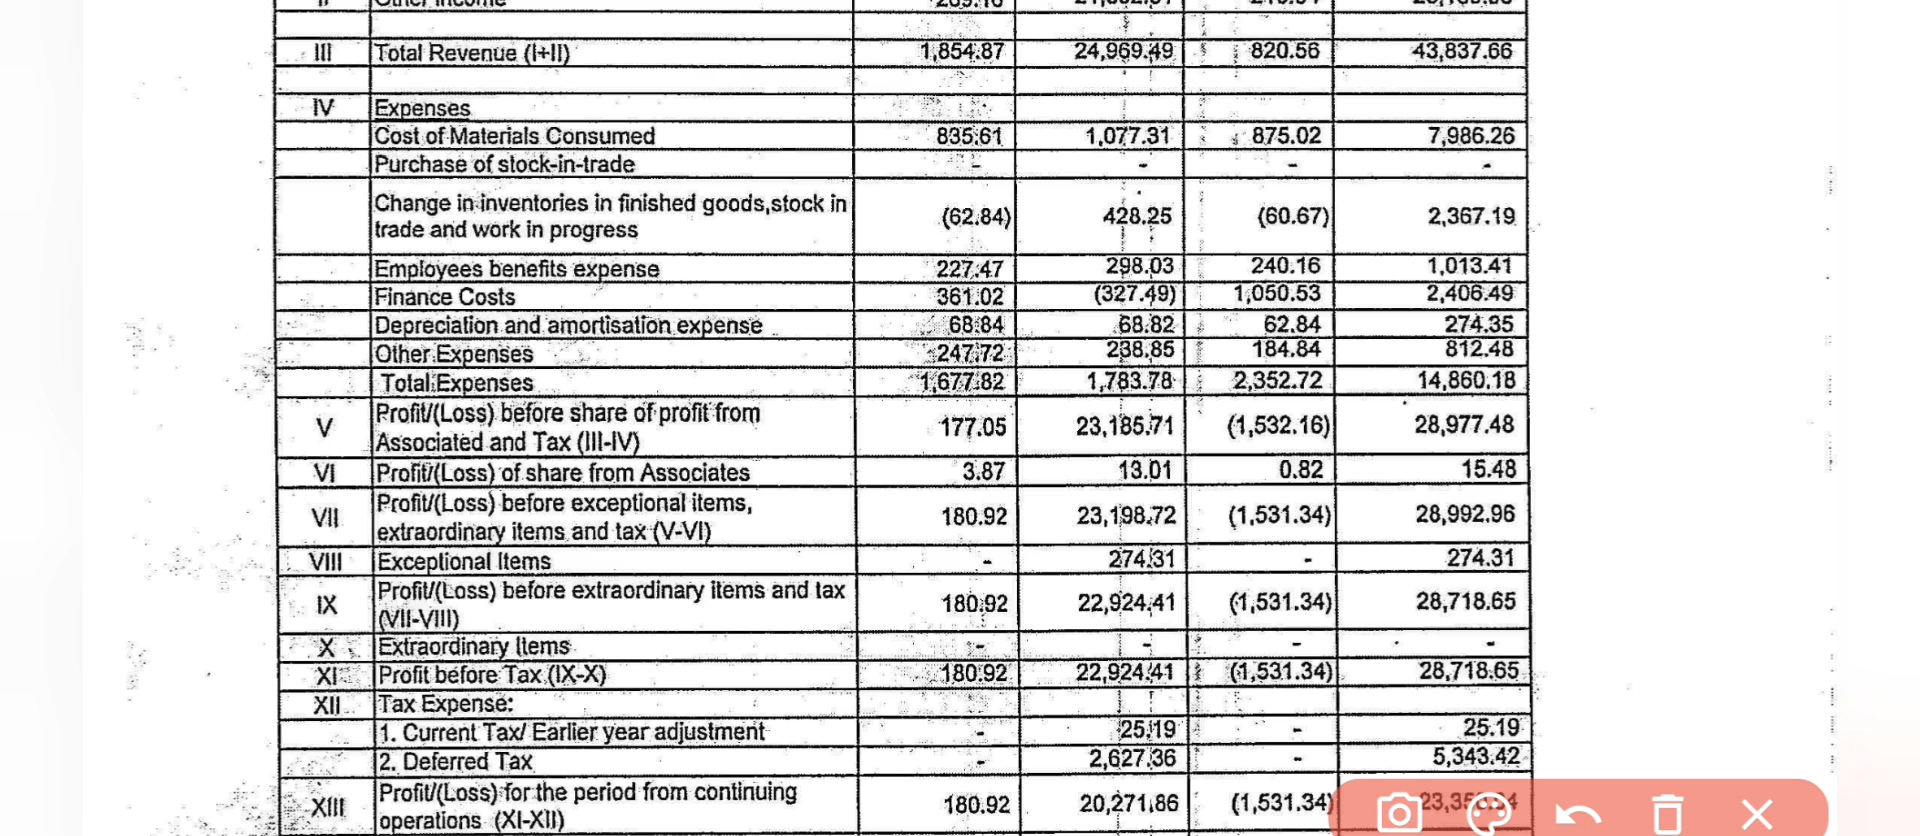 II Other Income
III Total Revenue (I+II) 1,854.87 24,969.49 820.56 43,837.66
IV Expenses
Cost of Materials Consumed 835.61 1,077.31 875.02 7,986.26
Purchase of stock-in-trade - - - -
Change in inventories in finished goods,stock in
trade and work in progress (62.84) 428.25 (60.67) 2,367.19
Employees benefits expense 227.47 298.03 240.16 1,013.41
Finance Costs 361.02 (327.49) 1,050.53 2,406.49
Depreciation and amortisation expense 68.84 68.82 62.84 274.35
Other Expenses 247.72 238.85 184.84 812.48
Total Expenses 1,677.82 1,783.78 2,352.72 14,860.18
V Profit/(Loss) before share of profit from
Associated and Tax (III-IV) 177.05 23,185.71 (1,532.16) 28,977.48
VI Profit/(Loss) of share from Associates 3.87 13.01 0.82 15.48
VII Profit/(Loss) before exceptional items,
extraordinary items and tax (V-VI) 180.92 23,198.72 (1,531.34) 28,992.96
VIII Exceptional Items - 274.31 - 274.31
IX Profit/(Loss) before extraordinary items and tax
(VII-VIII) 180.92 22,924.41 (1,531.34) 28,718.65
X Extraordinary Items - - - -
XI Profit before Tax (IX-X) 180.92 22,924.41 (1,531.34) 28,718.65
XII Tax Expense:
1. Current Tax/ Earlier year adjustment - 25.19 - 25.19
2. Deferred Tax - 2,627.36 - 5,343.42
XIII Profit/(Loss) for the period from continuing
operations (XI-XII) 180.92 20,271.86 (1,531.34)